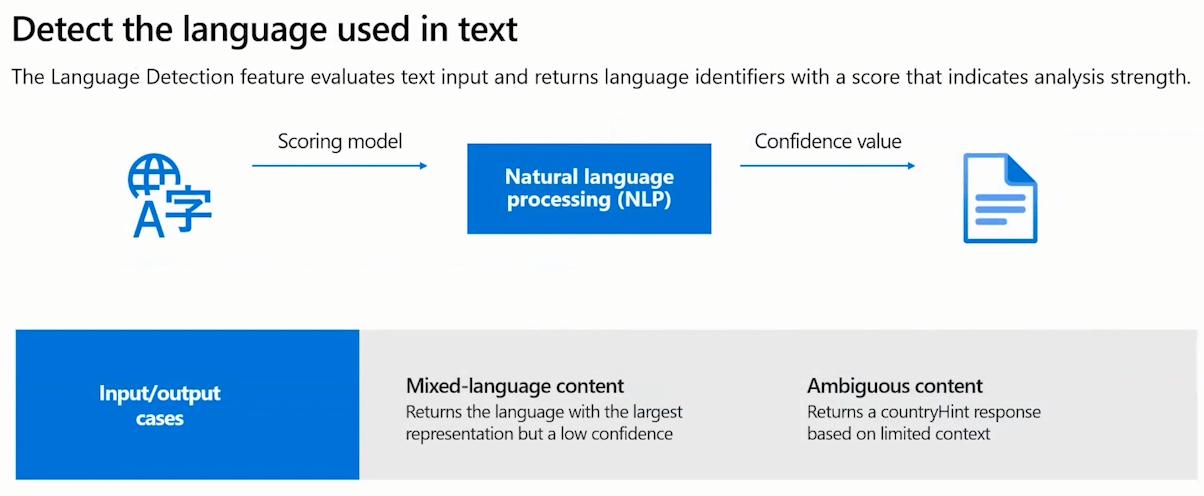 Detect the language used in text
The Language Detection feature evaluates text input and returns language identifiers with a score that indicates analysis strength.
Scoring model
Confidence value
A字
Natural language
processing (NLP)
Input/output
cases
Mixed-language content
Returns the language with the largest
representation but a low confidence
Ambiguous content
Returns a countryHint response
based on limited context